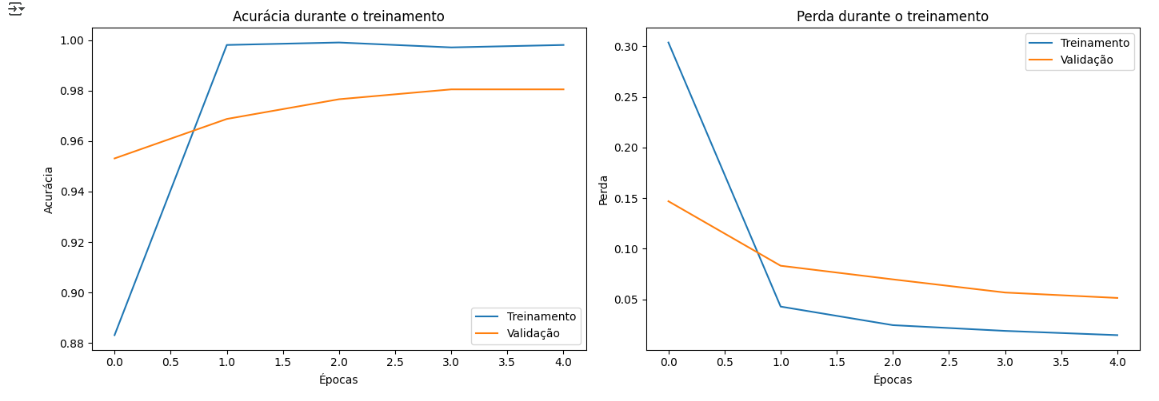 Acurácia durante o treinamento
1.00
0.98
0.96
0.94
0.92
0.90
0.88
Acurácia
0.0 0.5 1.0 1.5 2.0 2.5 3.0 3.5 4.0
Épocas
Treinamento
Validação
Perda durante o treinamento
0.30
0.25
0.20
0.15
0.10
0.05
Perda
0.0 0.5 1.0 1.5 2.0 2.5 3.0 3.5 4.0
Épocas
Treinamento
Validação